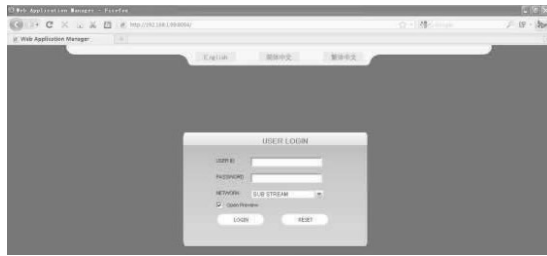 Web Application Manager - Firefox
Web Application Manager
English 简体中文 繁体中文
USER LOGIN
USER ID
PASSWORD
NETWORK SUB STREAM
Open Preview
LOGIN RESET